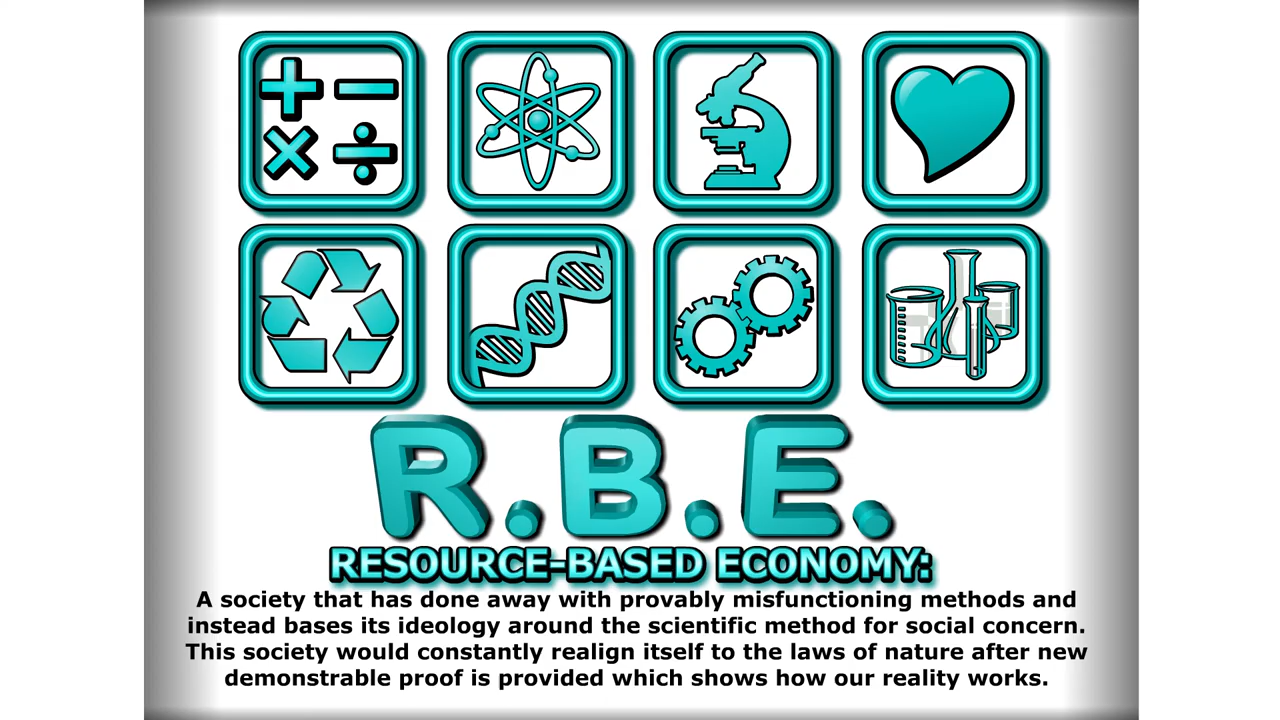 R.B.E.
RESOURCE-BASED ECONOMY:
A society that has done away with provably misfunctioning methods and
instead bases its ideology around the scientific method for social concern.
This society would constantly realign itself to the laws of nature after new
demonstrable proof is provided which shows how our reality works.